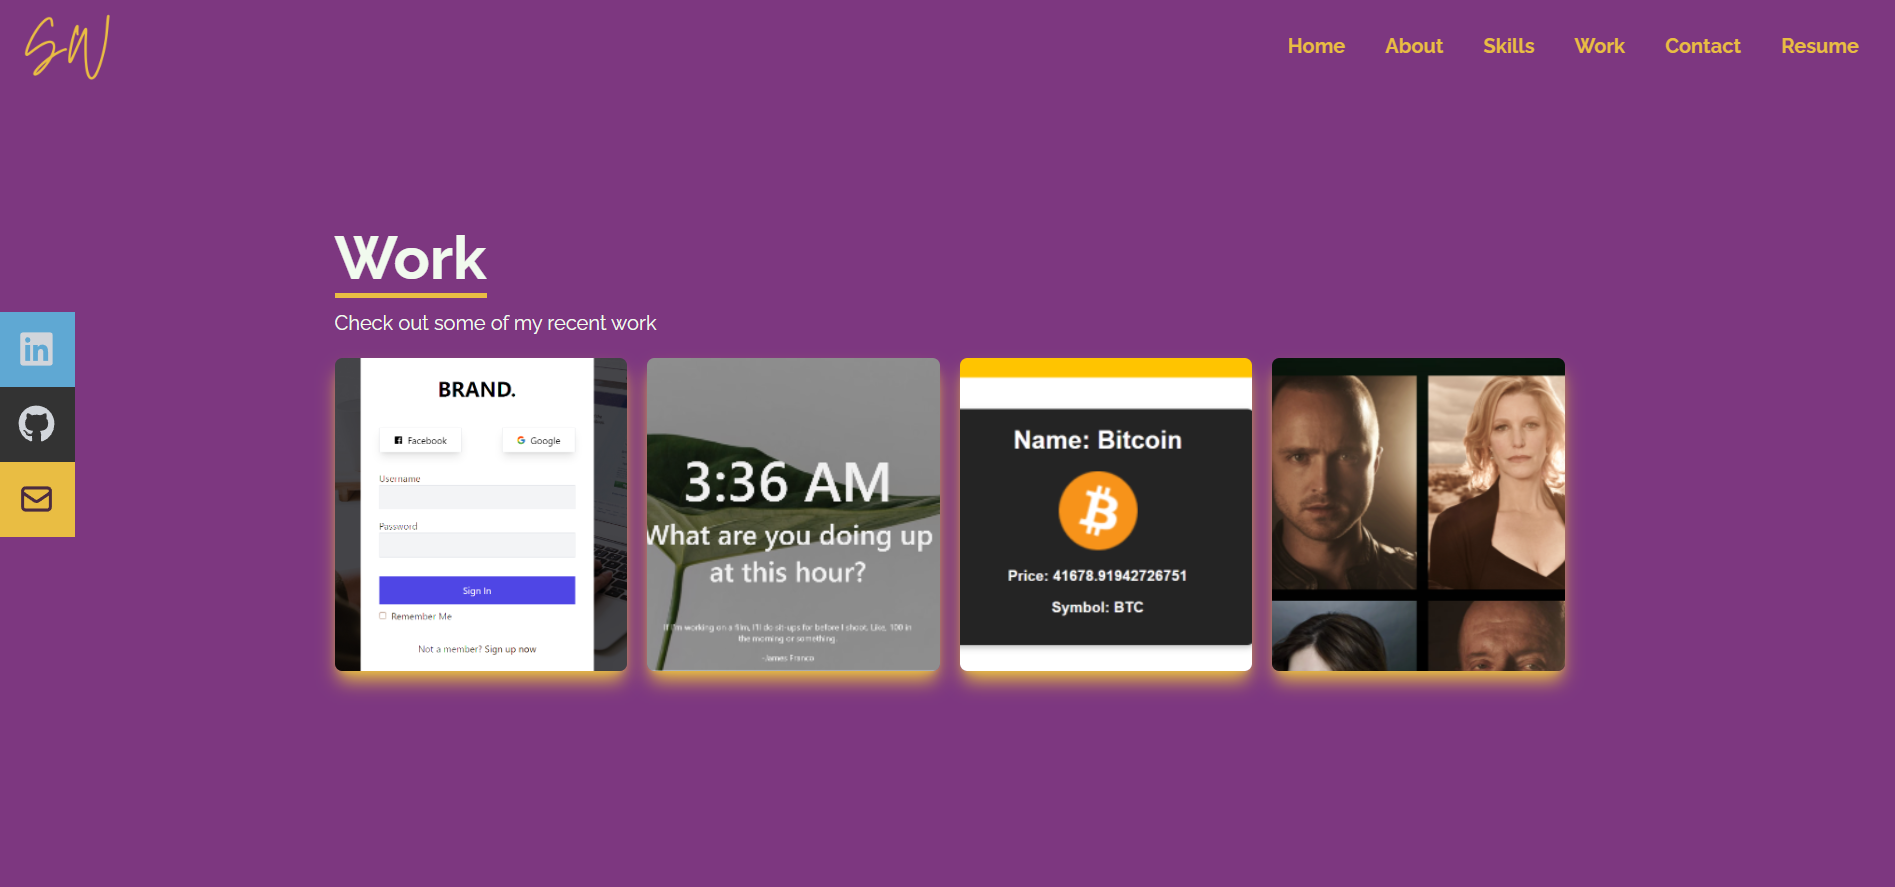 SW
Home About Skills Work Contact Resume
Work
Check out some of my recent work
in
BRAND.
Facebook Google
Username
Password
Sign In
Remember Me
Not a member? Sign up now
3:36 AM
What are you doing up
at this hour?
If I'm working on a film, I'll do sit-ups for before I shoot. Like, 100 in
the morning or something.
-James Franco
Name: Bitcoin
Price: 41678.91942726751
Symbol: BTC